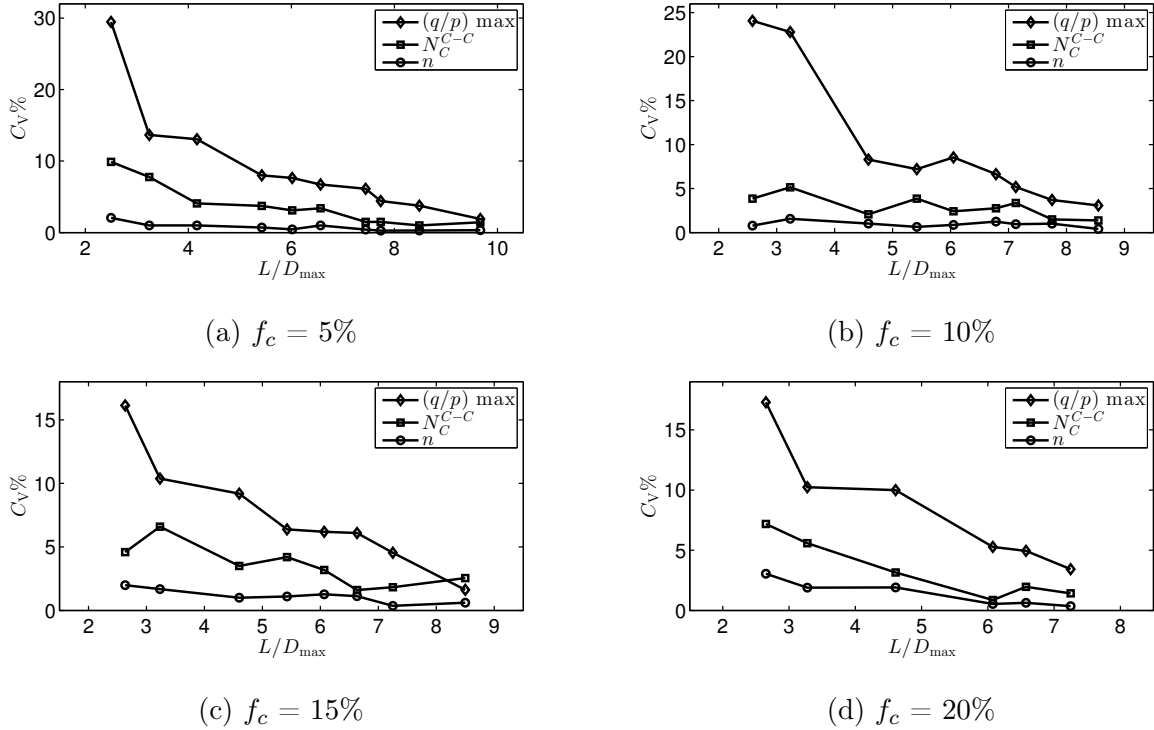 30
20
10
0
C_V%
2 4 6 8 10
L/D_max
(q/p) max
N_C^{C−C}
n
(a) f_c = 5%
25
20
15
10
5
0
C_V%
2 3 4 5 6 7 8 9
L/D_max
(q/p) max
N_C^{C−C}
n
(b) f_c = 10%
15
10
5
0
C_V%
2 3 4 5 6 7 8 9
L/D_max
(q/p) max
N_C^{C−C}
n
(c) f_c = 15%
15
10
5
0
C_V%
2 3 4 5 6 7 8
L/D_max
(q/p) max
N_C^{C−C}
n
(d) f_c = 20%